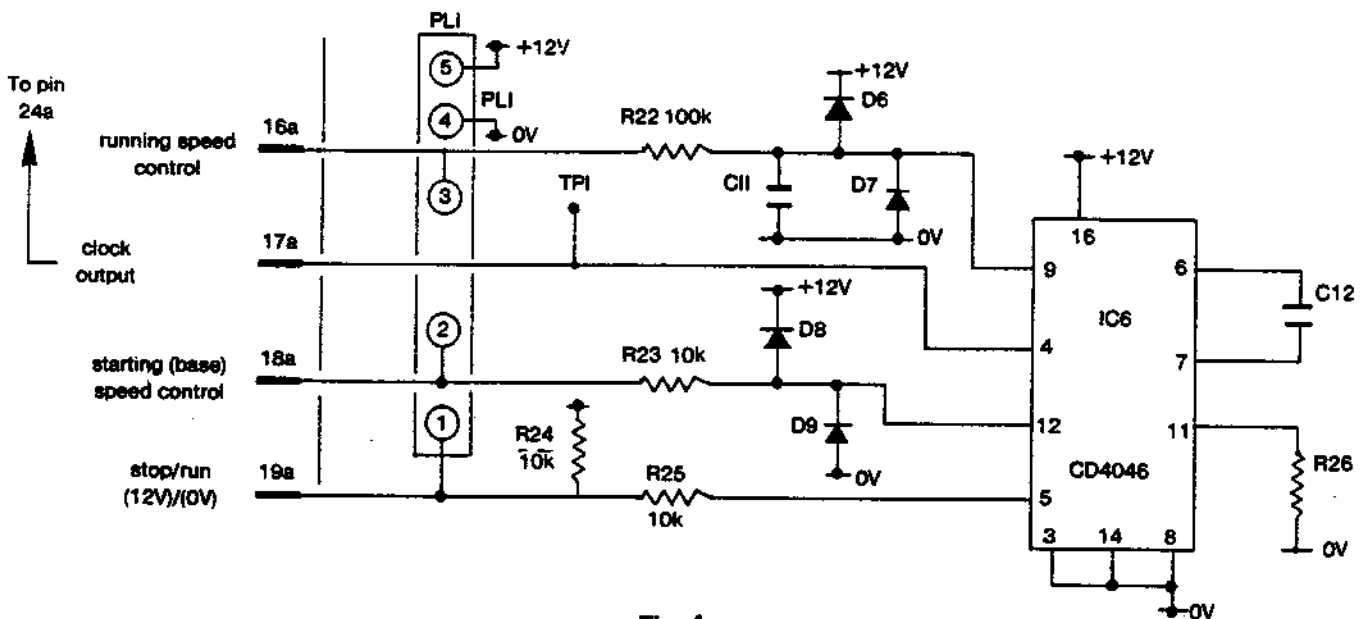 PLI
5
+12V
To pin
24a
4
PLI
0V
running speed
control
16a
3
R22 100k
+12V
D6
CII
D7
0V
TPI
clock
output
17a
+12V
16
9
6
C12
IC6
4
7
+12V
D8
2
starting (base)
speed control
18a
R23 10k
D9
0V
12
11
R26
0V
1
R24
10k
CD4046
stop/run
(12V)/(0V)
19a
R25
10k
5
3
14
8
0V